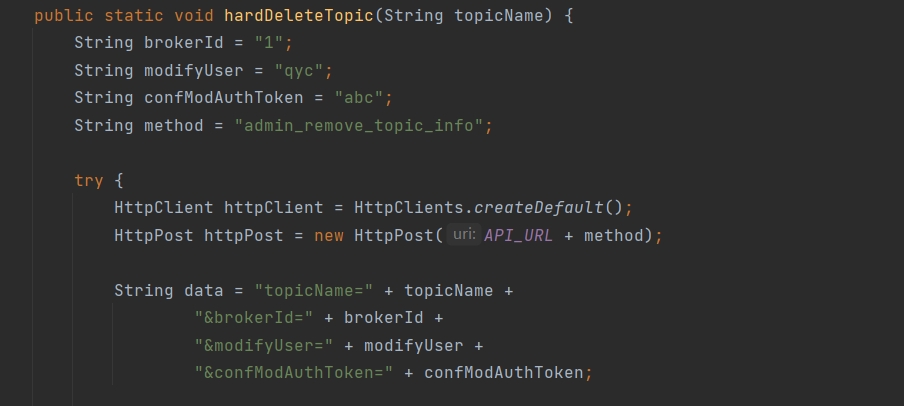 public static void hardDeleteTopic(String topicName) {
String brokerId = "1";
String modifyUser = "qyc";
String confModAuthToken = "abc";
String method = "admin_remove_topic_info";
try {
HttpClient httpClient = HttpClients.createDefault();
HttpPost httpPost = new HttpPost( uri: API_URL + method);
String data = "topicName=" + topicName +
"&brokerId=" + brokerId +
"&modifyUser=" + modifyUser +
"&confModAuthToken=" + confModAuthToken;